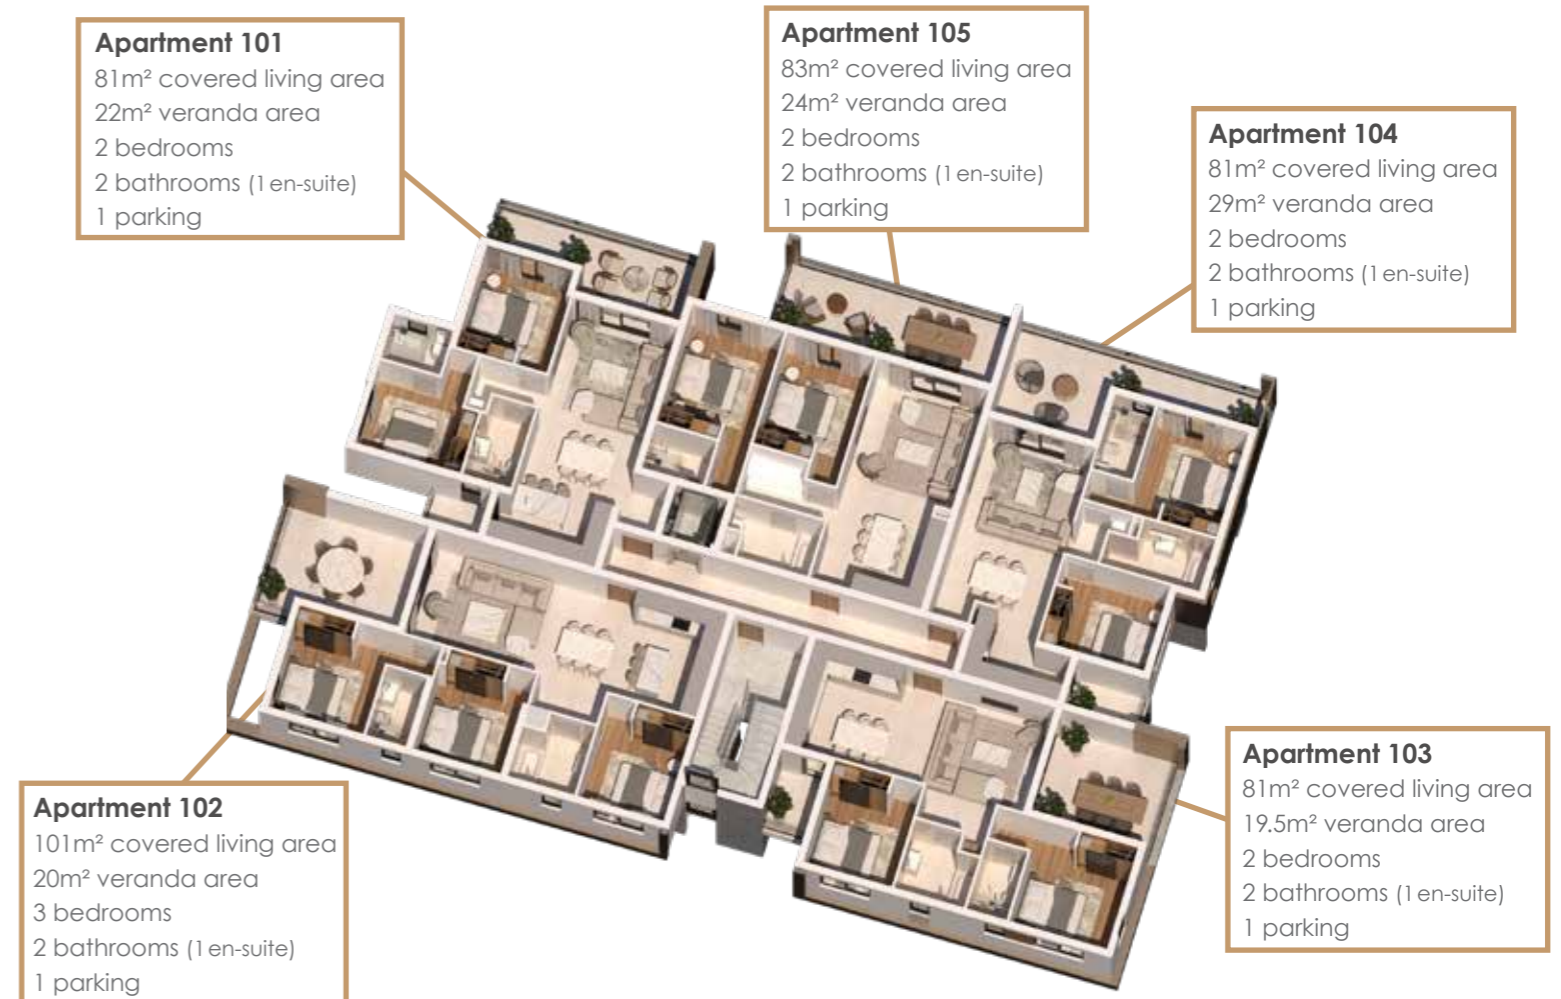 Apartment 101
81m² covered living area
22m² veranda area
2 bedrooms
2 bathrooms (1 en-suite)
1 parking
Apartment 105
83m² covered living area
24m² veranda area
2 bedrooms
2 bathrooms (1 en-suite)
1 parking
Apartment 104
81m² covered living area
29m² veranda area
2 bedrooms
2 bathrooms (1 en-suite)
1 parking
Apartment 102
101m² covered living area
20m² veranda area
3 bedrooms
2 bathrooms (1 en-suite)
1 parking
Apartment 103
81m² covered living area
19.5m² veranda area
2 bedrooms
2 bathrooms (1 en-suite)
1 parking